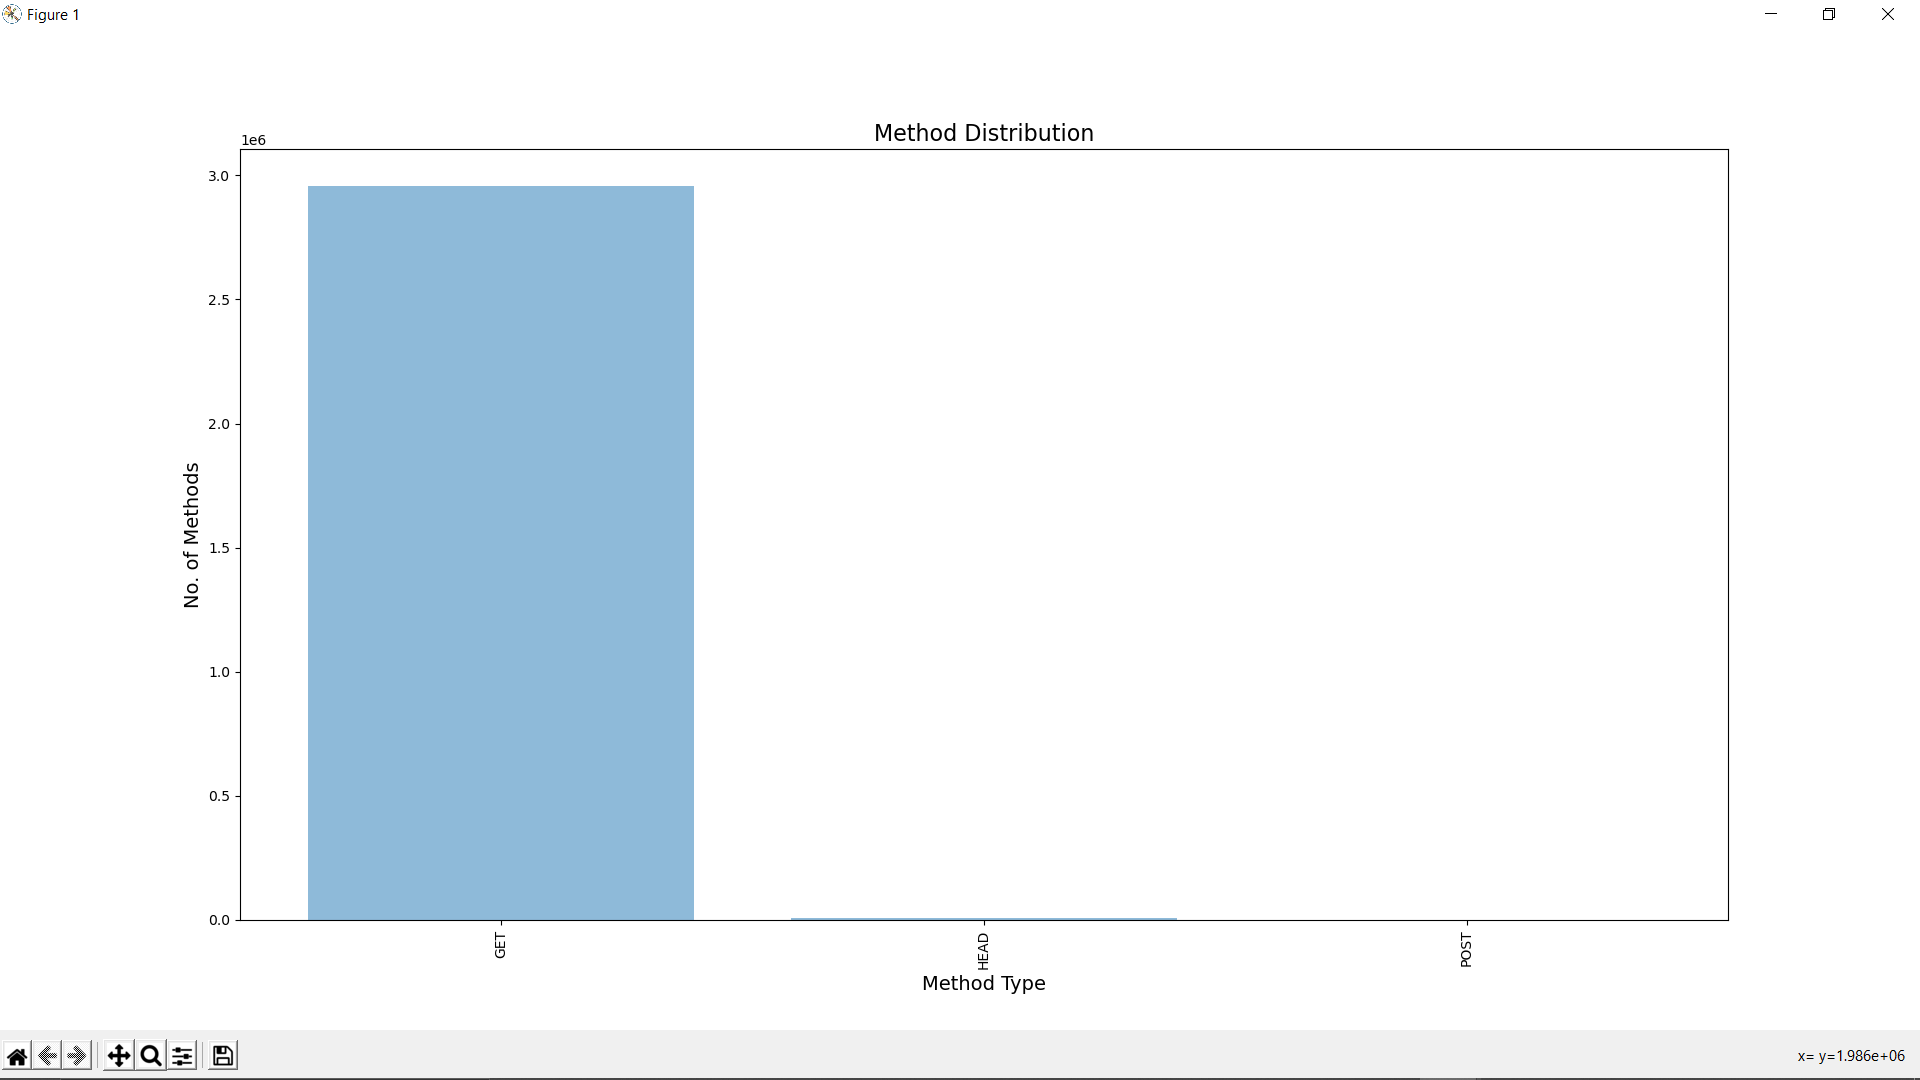 Figure 1
Method Distribution
1e6
3.0
2.5
2.0
1.5
1.0
0.5
0.0
No. of Methods
GET
HEAD
POST
Method Type
x= y=1.986e+06